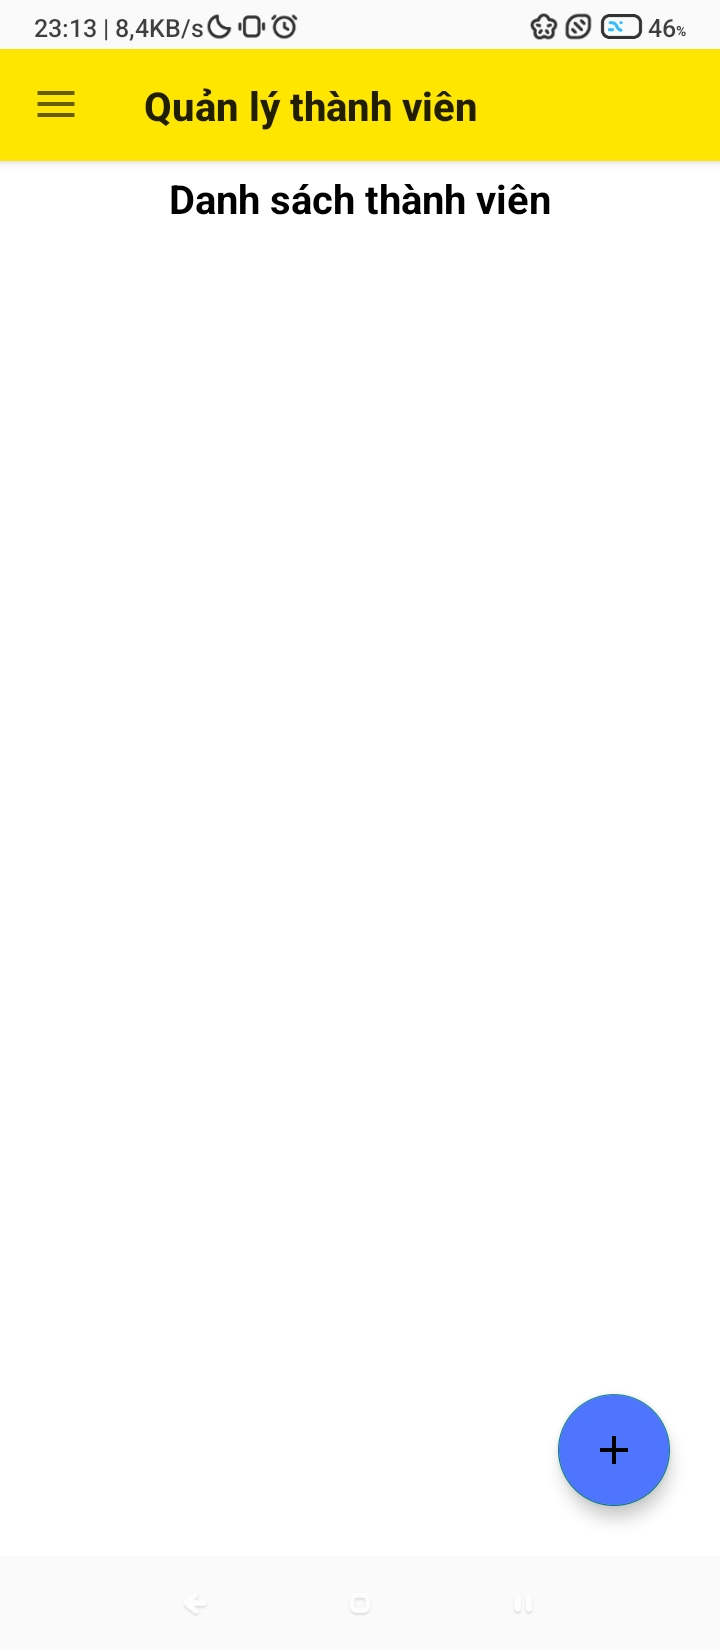 23:13 | 8,4KB/s 46%
Quản lý thành viên
Danh sách thành viên